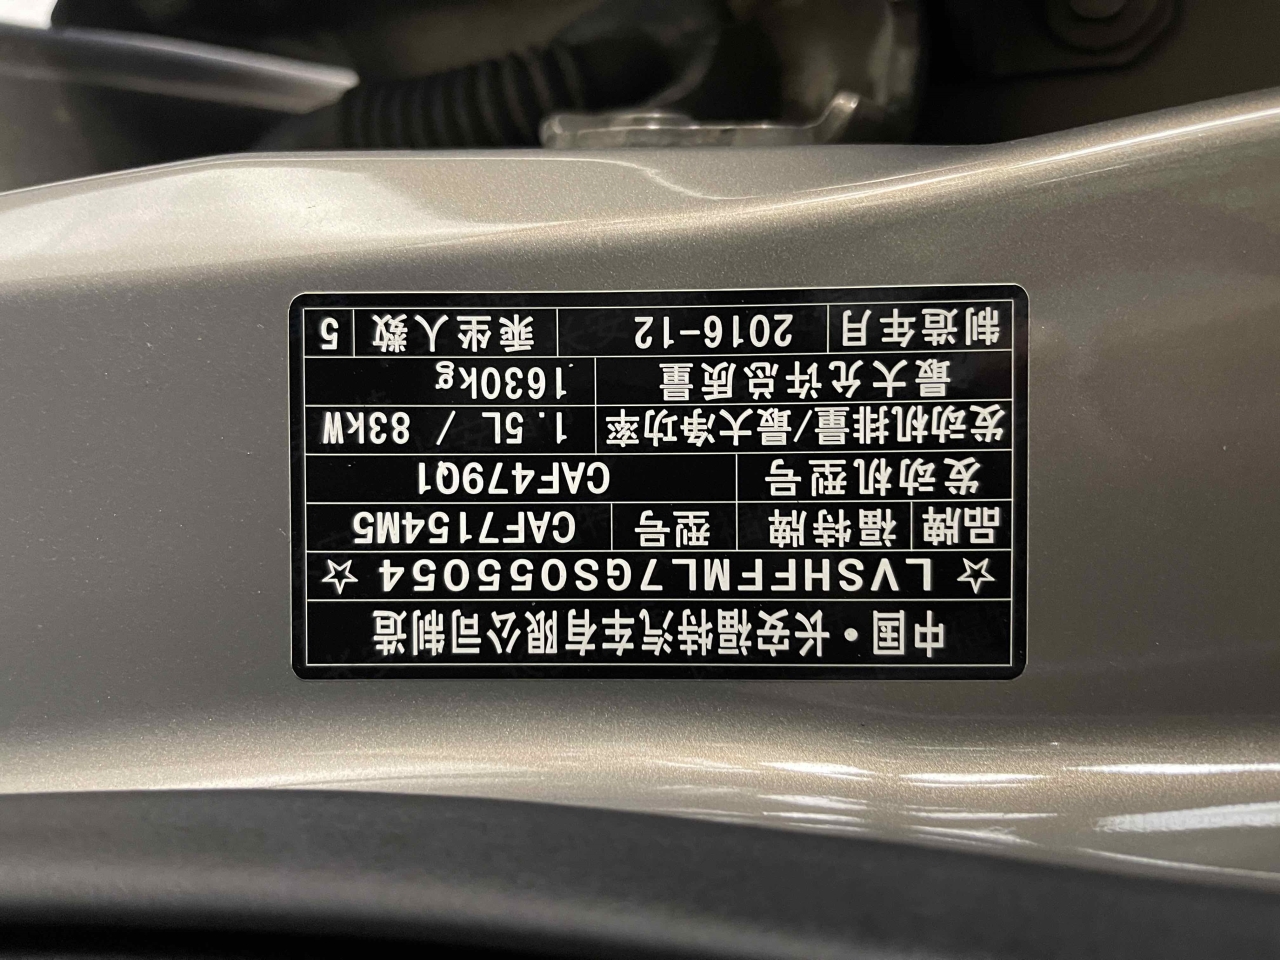 中国·长安福特汽车有限公司制造
☆ LVSHFFML7GS055054 ☆
品牌 福特牌 型号 CAF7154M5
发动机型号 CAF479Q1
发动机排量/最大净功率 1.5L / 83kW
最大允许总质量 1630kg
制造年月 2016-12 乘坐人数 5